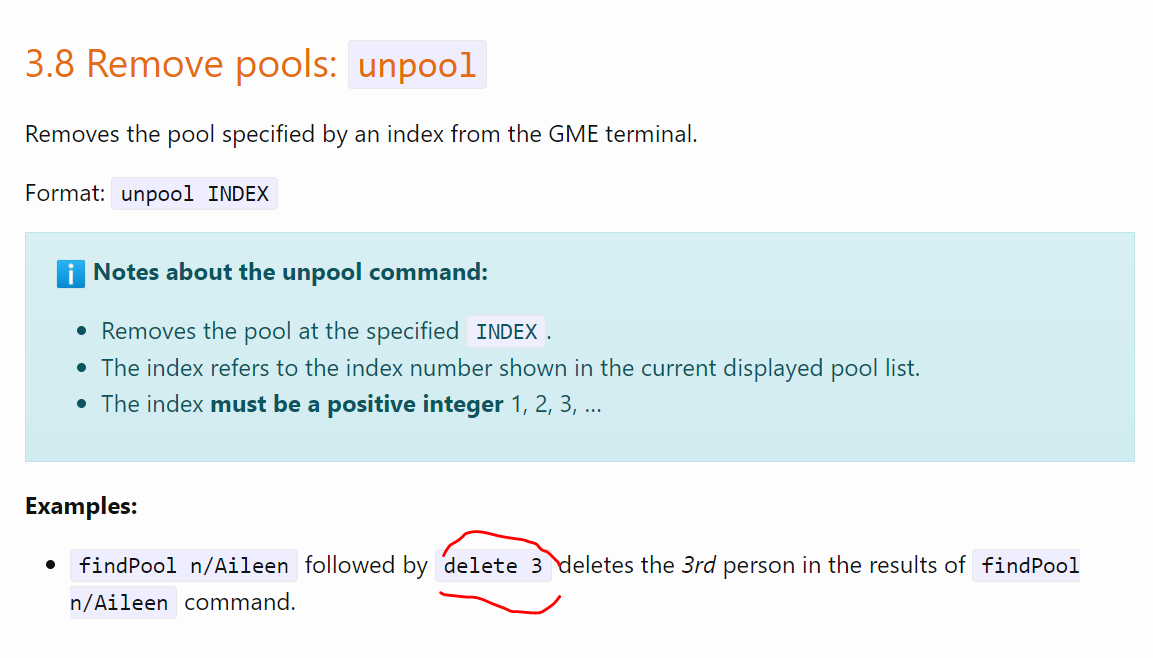 3.8 Remove pools: unpool
Removes the pool specified by an index from the GME terminal.
Format: unpool INDEX
Notes about the unpool command:
Removes the pool at the specified INDEX.
The index refers to the index number shown in the current displayed pool list.
The index must be a positive integer 1, 2, 3, …
Examples:
findPool n/Aileen followed by delete 3 deletes the 3rd person in the results of findPool
n/Aileen command.